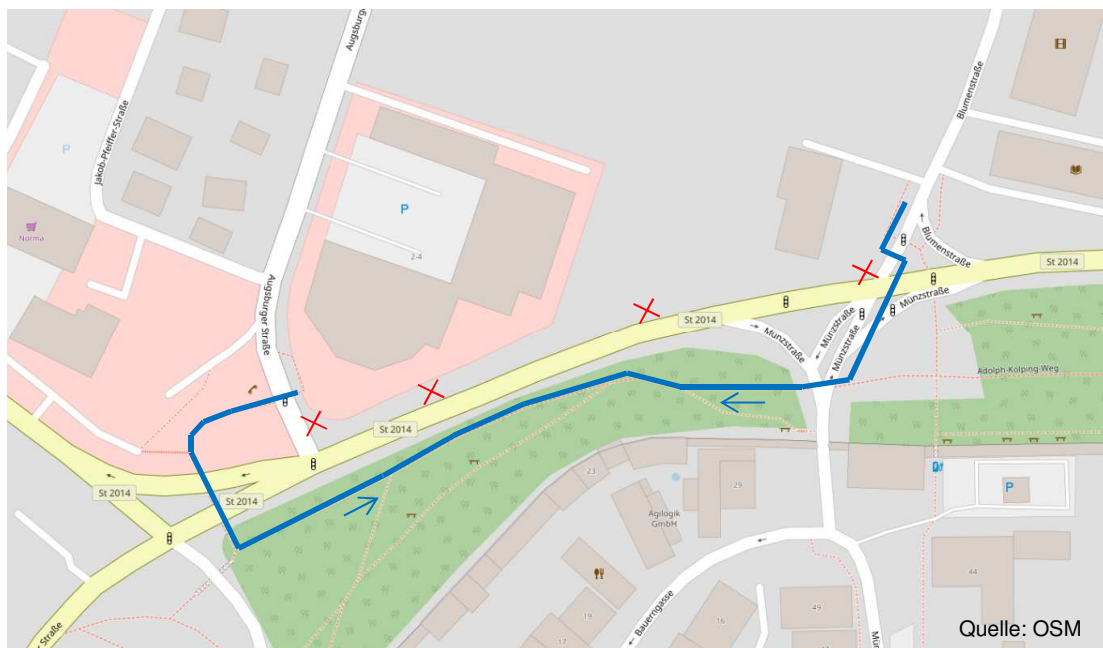 Augsburger
Blumenstraße
Jakob-Pfeiffer-Straße
P
P
Norma
2-4
Augsburger Straße
Blumenstraße
St 2014
St 2014
Münzstraße
Münzstraße
Münzstraße
Münzstraße
Adolph-Kolping-Weg
St 2014
St 2014
St 2014
23
29
Agilogik
GmbH
P
44
19
17
16
49
Bauerngasse
Straße
Mün
Quelle: OSM